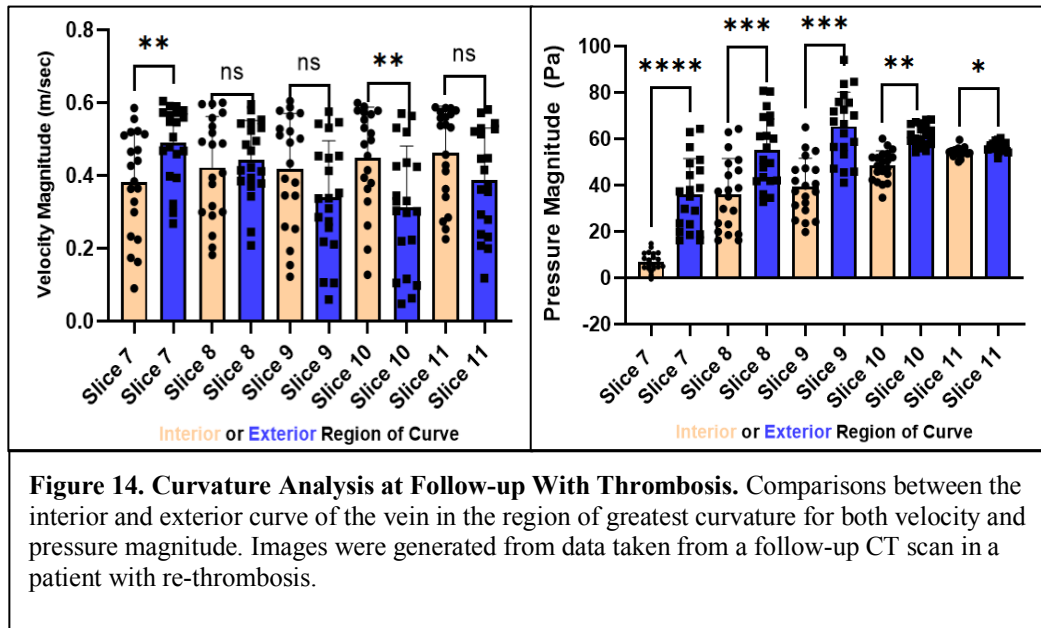 Velocity Magnitude (m/sec)
0.8
0.6
0.4
0.2
0.0
**
ns
ns
**
ns
Slice 7
Slice 7
Slice 8
Slice 8
Slice 9
Slice 9
Slice 10
Slice 10
Slice 11
Slice 11
Interior or Exterior Region of Curve
Pressure Magnitude (Pa)
100
80
60
40
20
0
-20
****
***
***
**
*
Slice 7
Slice 7
Slice 8
Slice 8
Slice 9
Slice 9
Slice 10
Slice 10
Slice 11
Slice 11
Interior or Exterior Region of Curve
Figure 14. Curvature Analysis at Follow-up With Thrombosis. Comparisons between the
interior and exterior curve of the vein in the region of greatest curvature for both velocity and
pressure magnitude. Images were generated from data taken from a follow-up CT scan in a
patient with re-thrombosis.